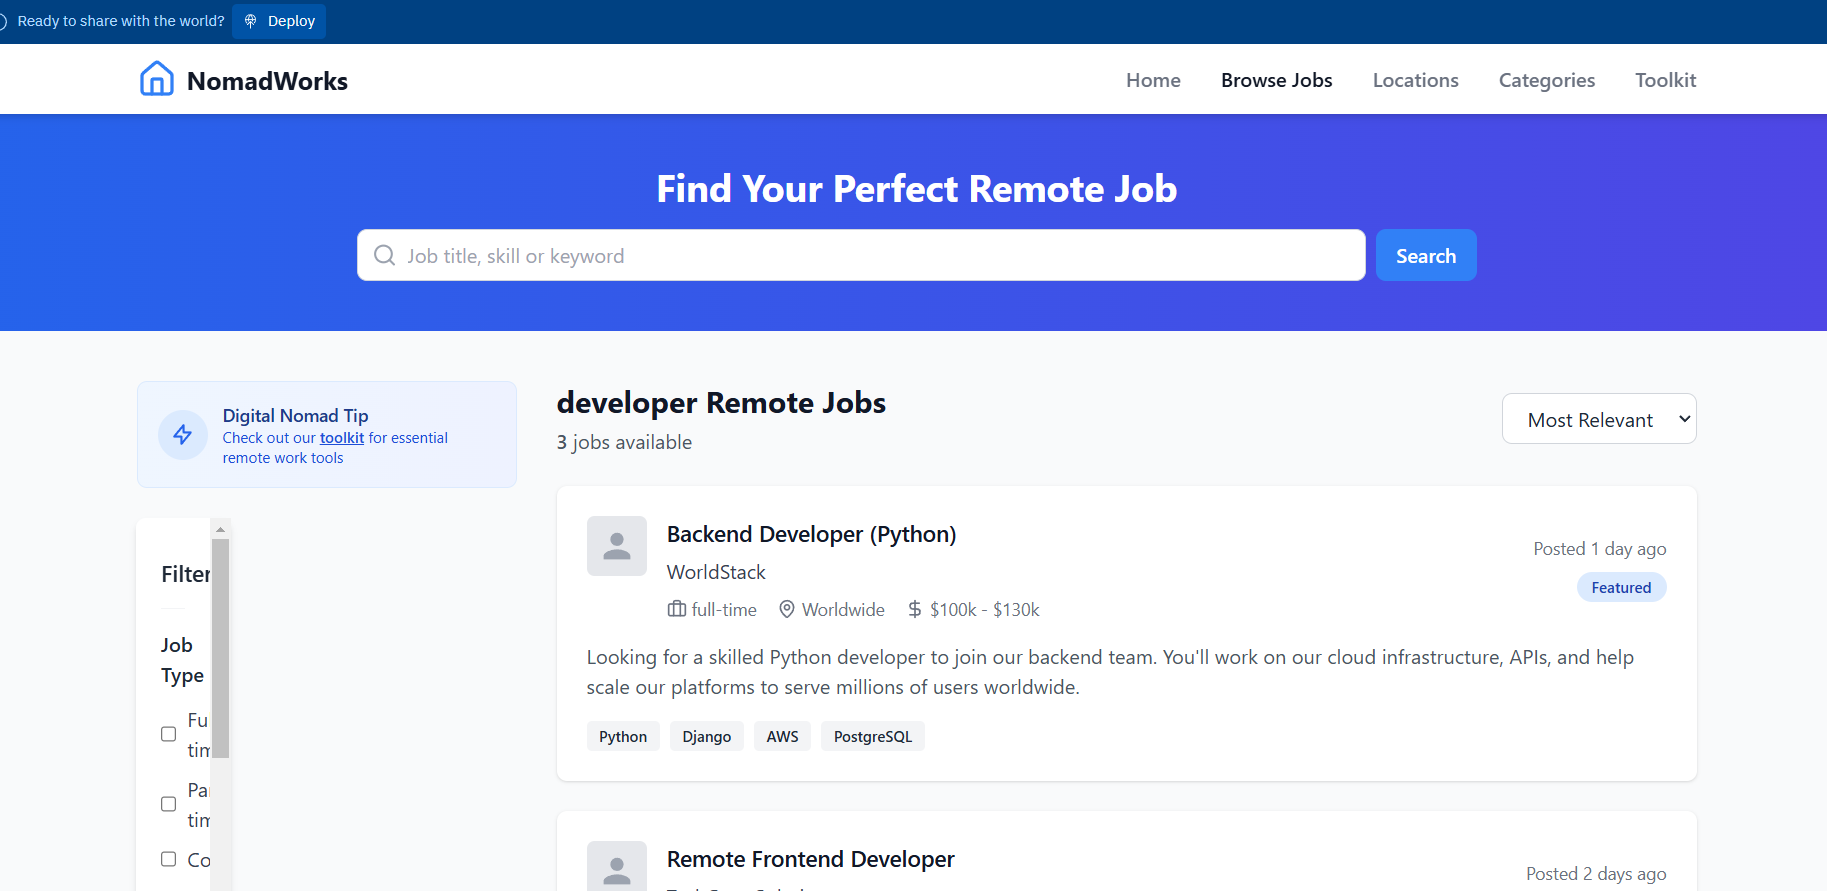 Ready to share with the world? Deploy
NomadWorks
Home Browse Jobs Locations Categories Toolkit
Find Your Perfect Remote Job
Job title, skill or keyword
Search
Digital Nomad Tip
Check out our toolkit for essential
remote work tools
Filter
Job
Type
Fu
tim
Pa
tim
Co
developer Remote Jobs
3 jobs available
Most Relevant
Backend Developer (Python)
WorldStack
full-time Worldwide $100k - $130k
Posted 1 day ago
Featured
Looking for a skilled Python developer to join our backend team. You'll work on our cloud infrastructure, APIs, and help
scale our platforms to serve millions of users worldwide.
Python Django AWS PostgreSQL
Remote Frontend Developer
Posted 2 days ago